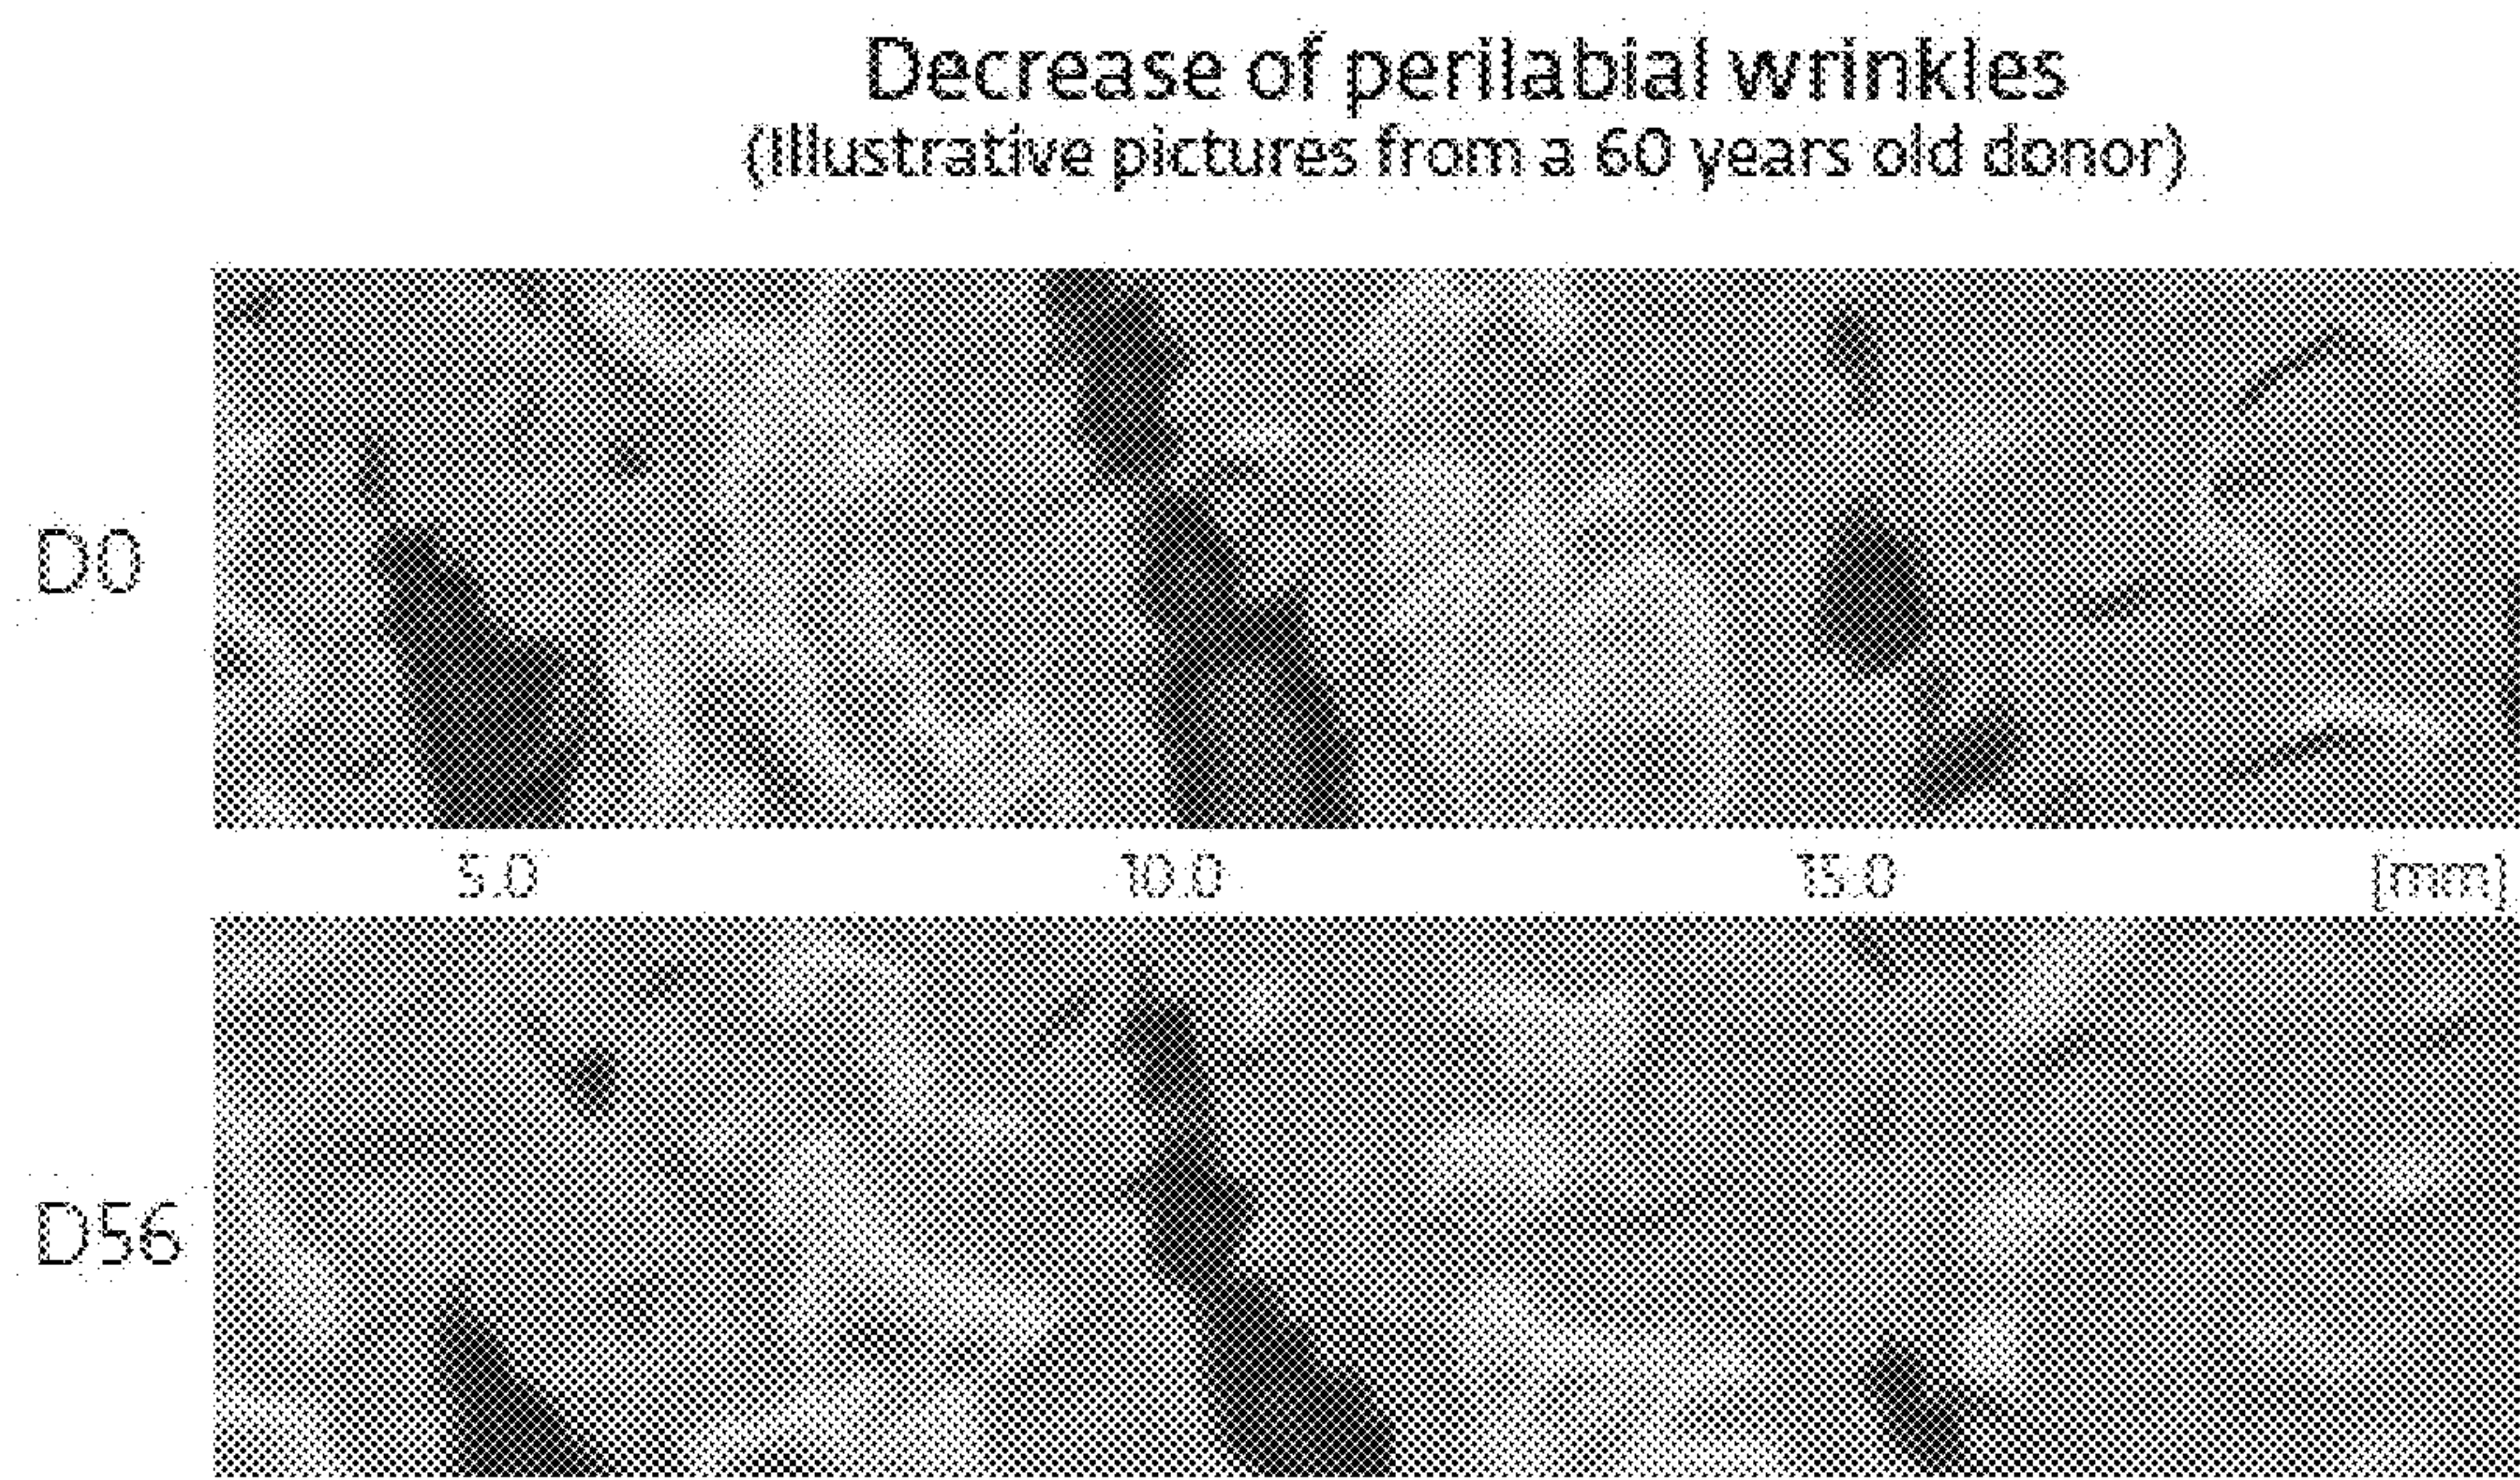 Decrease of perilabial wrinkles
(Illustrative pictures from a 60 years old donor)
D0
5.0 10.0 15.0 [mm]
D56